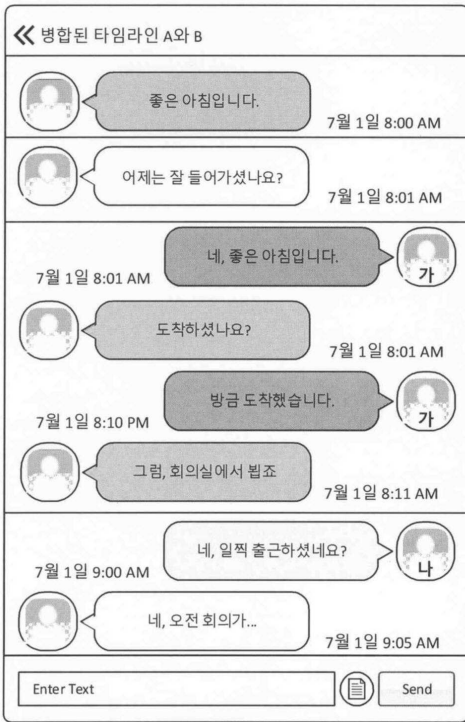 병합된 타임라인 A와 B
좋은 아침입니다.
7월 1일 8:00 AM
어제는 잘 들어가셨나요?
7월 1일 8:01 AM
네, 좋은 아침입니다.
가
7월 1일 8:01 AM
도착하셨나요?
7월 1일 8:01 AM
방금 도착했습니다.
가
7월 1일 8:10 PM
그럼, 회의실에서 뵙죠
7월 1일 8:11 AM
네, 일찍 출근하셨네요?
나
7월 1일 9:00 AM
네, 오전 회의가...
7월 1일 9:05 AM
Enter Text
Send